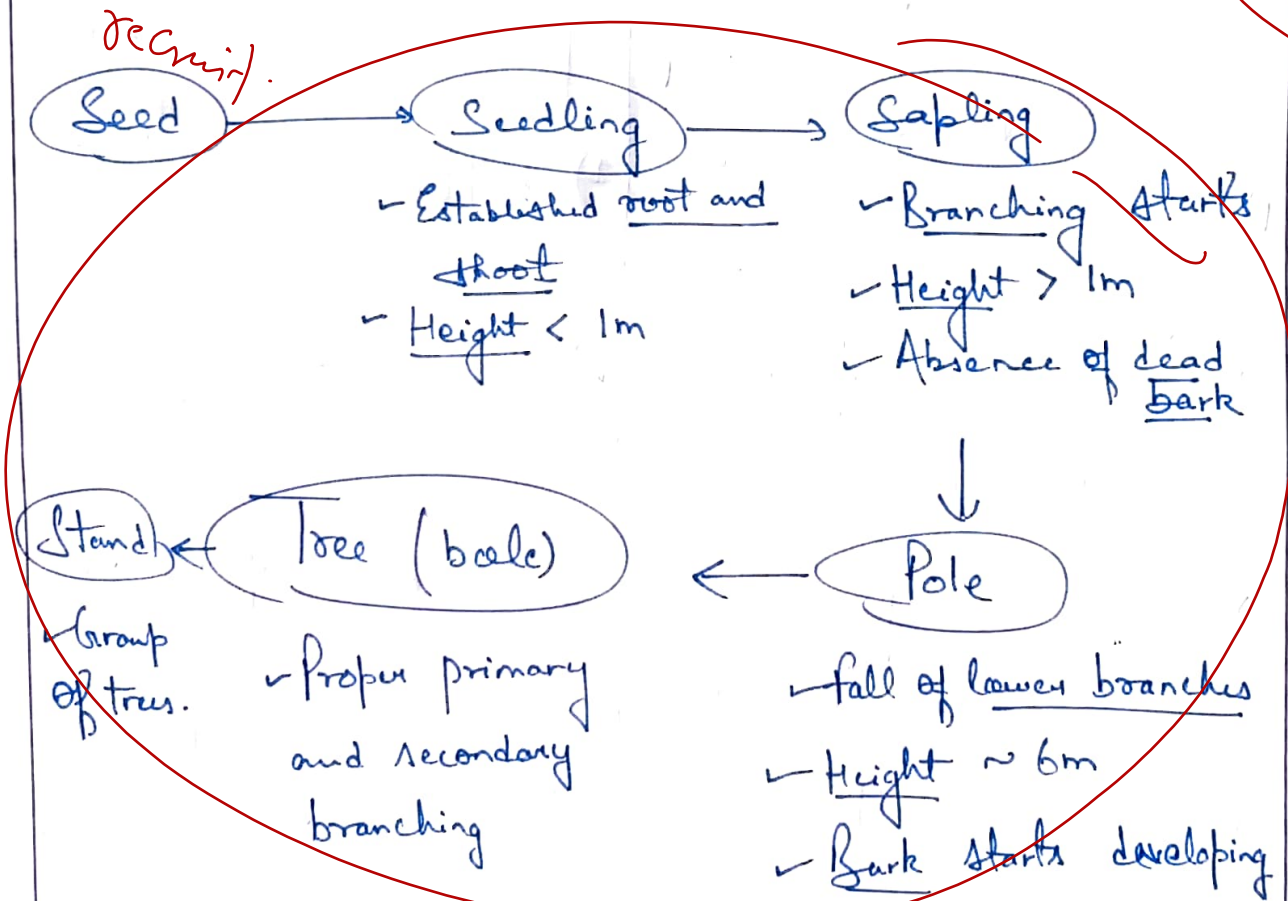 recruit.
Seed → Seedling → Sapling
- Established root and
shoot
- Height < 1m
- Branching starts
- Height > 1m
- Absence of dead
bark
Stand ← Tree (bole) ← Pole
- Group
of trees.
- Proper primary
and secondary
branching
- fall of lower branches
- Height ~ 6m
- Bark starts developing